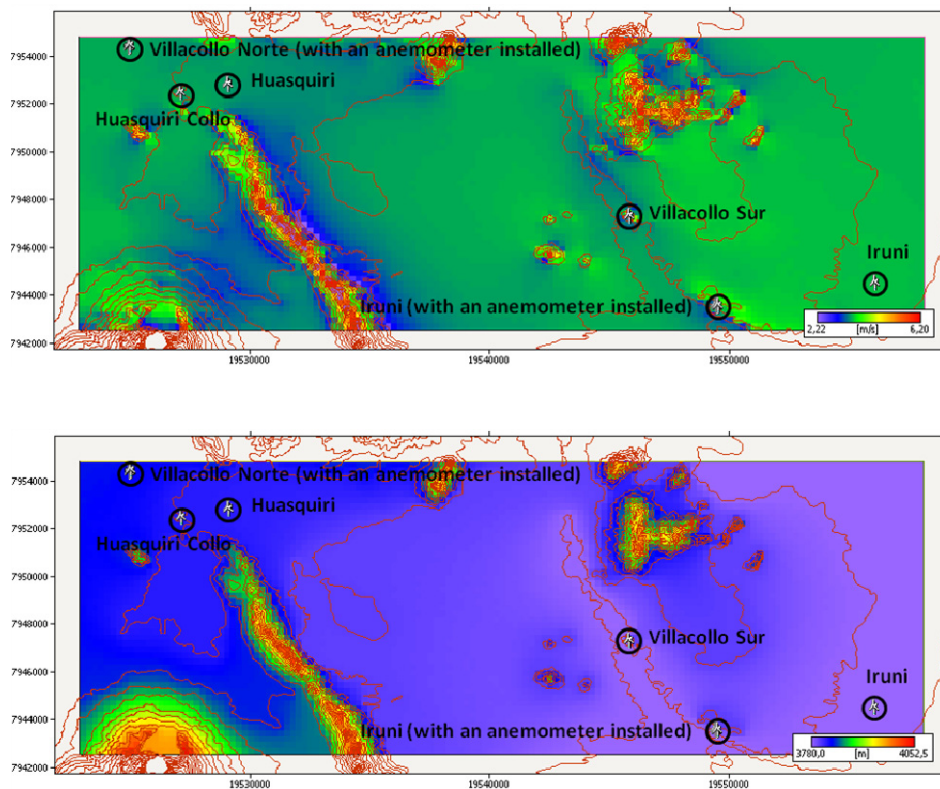 7954000
Villacollo Norte (with an anemometer installed)
Huasquiri
7952000
Huasquiri Collo
7950000
7948000
Villacollo Sur
7946000
Iruni
7944000
Iruni (with an anemometer installed)
2,22 [m/s] 6,20
7942000
19530000 19540000 19550000
7954000
Villacollo Norte (with an anemometer installed)
Huasquiri
7952000
Huasquiri Collo
7950000
7948000
Villacollo Sur
7946000
Iruni
7944000
Iruni (with an anemometer installed)
3780,0 [m] 4052,5
7942000
19530000 19540000 19550000